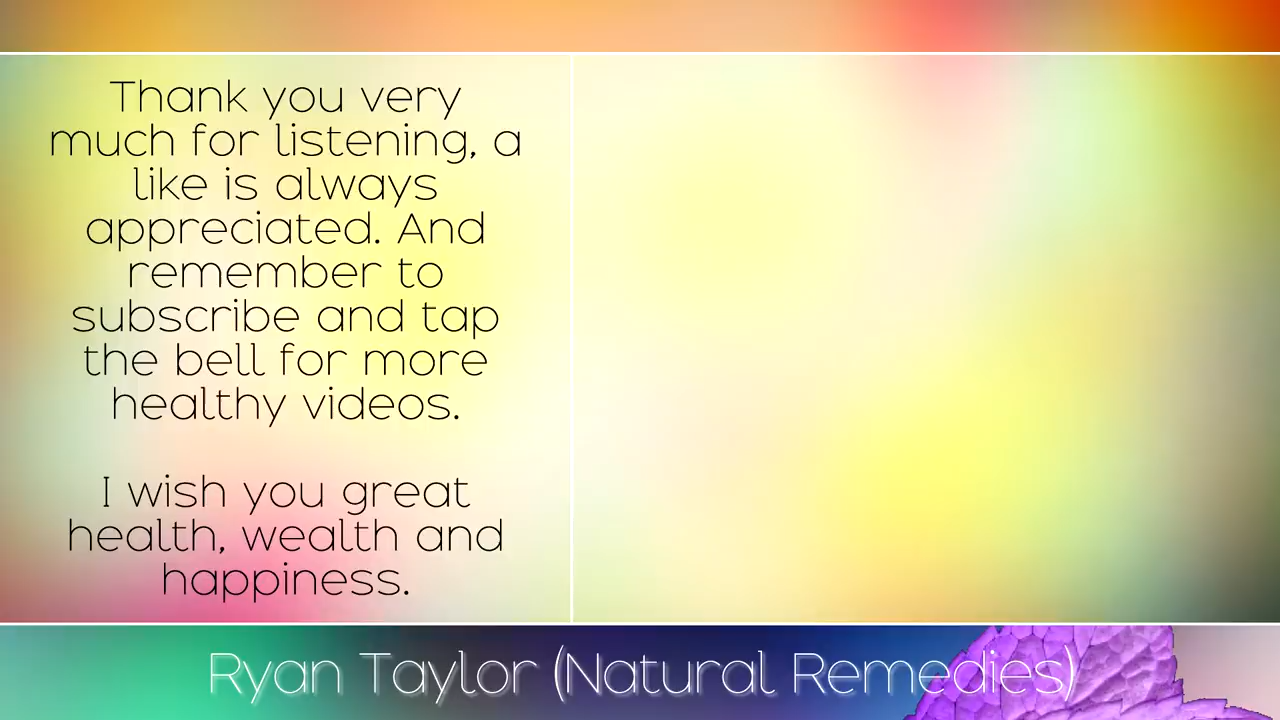 Thank you very
much for listening, a
like is always
appreciated. And
remember to
subscribe and tap
the bell for more
healthy videos.
I wish you great
health, wealth and
happiness.
Ryan Taylor (Natural Remedies)